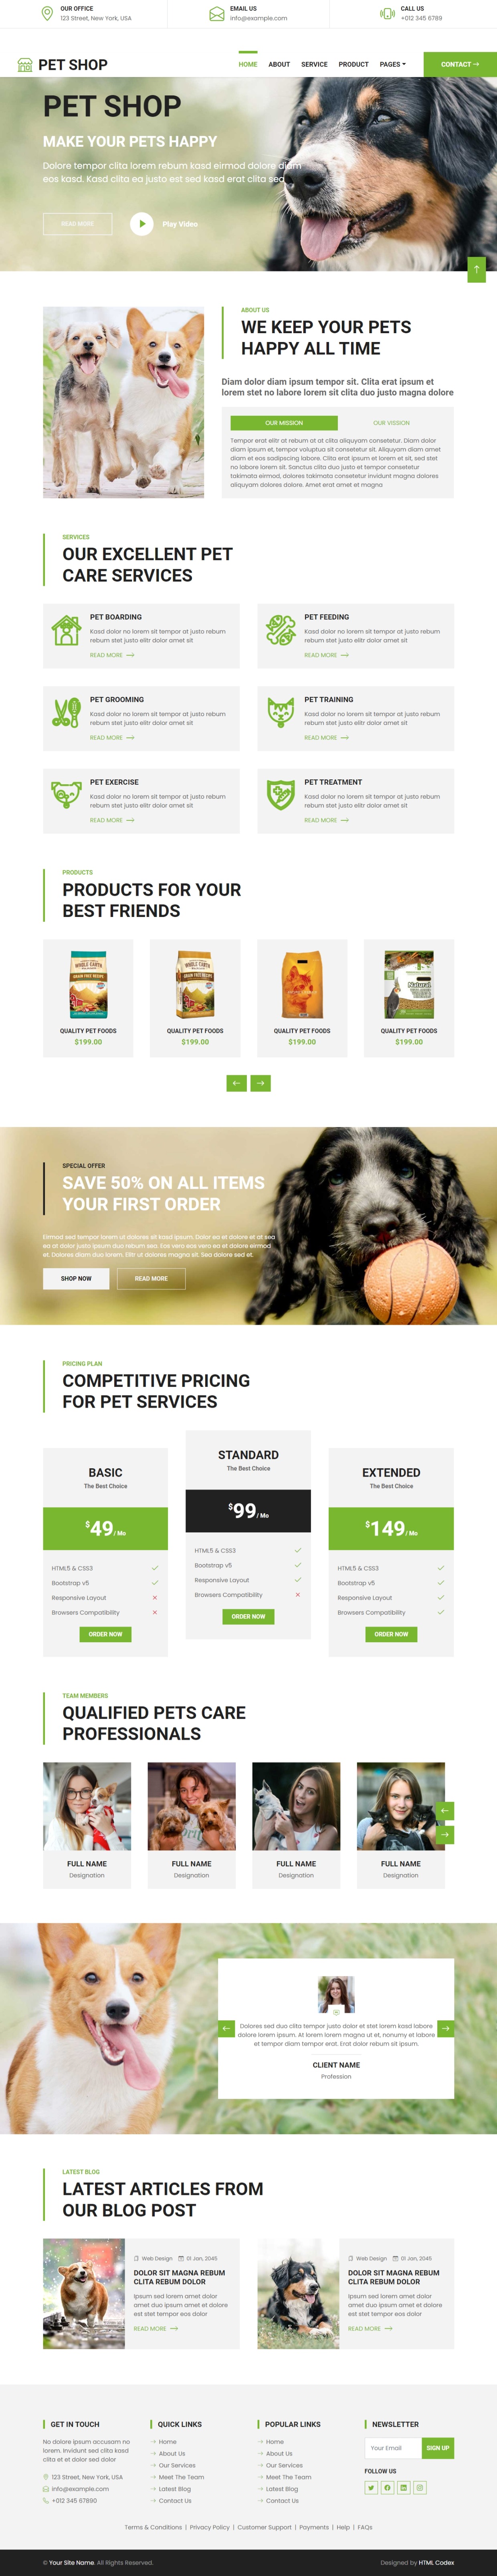 OUR OFFICE
123 Street, New York, USA
EMAIL US
info@example.com
CALL US
+012 345 6789
PET SHOP
HOME
ABOUT
SERVICE
PRODUCT
PAGES
CONTACT
PET SHOP
MAKE YOUR PETS HAPPY
Dolore tempor clita lorem rebum kasd eirmod dolore diam
eos kasd. Kasd clita ea justo est sed kasd erat clita sea
READ MORE
Play Video
ABOUT US
WE KEEP YOUR PETS
HAPPY ALL TIME
Diam dolor diam ipsum tempor sit. Clita erat ipsum et
lorem stet no labore lorem sit clita duo justo magna dolore
OUR MISSION
OUR VISSION
Tempor erat elitr at rebum at at clita aliquyam consetetur. Diam dolor
diam ipsum et, tempor voluptua sit consetetur sit. Aliquyam diam amet
diam et eos sadipscing labore. Clita erat ipsum et lorem et sit, sed stet
no labore lorem sit. Sanctus clita duo justo et tempor consetetur
takimata eirmod, dolores takimata consetetur invidunt magna dolores
aliquyam dolores dolore. Amet erat amet et magna
SERVICES
OUR EXCELLENT PET
CARE SERVICES
PET BOARDING
Kasd dolor no lorem sit tempor at justo rebum
rebum stet justo elitr dolor amet sit
READ MORE
PET FEEDING
Kasd dolor no lorem sit tempor at justo rebum
rebum stet justo elitr dolor amet sit
READ MORE
PET GROOMING
Kasd dolor no lorem sit tempor at justo rebum
rebum stet justo elitr dolor amet sit
READ MORE
PET TRAINING
Kasd dolor no lorem sit tempor at justo rebum
rebum stet justo elitr dolor amet sit
READ MORE
PET EXERCISE
Kasd dolor no lorem sit tempor at justo rebum
rebum stet justo elitr dolor amet sit
READ MORE
PET TREATMENT
Kasd dolor no lorem sit tempor at justo rebum
rebum stet justo elitr dolor amet sit
READ MORE
PRODUCTS
PRODUCTS FOR YOUR
BEST FRIENDS
WHOLE EARTH
GRAIN FREE RECIPE
QUALITY PET FOODS
$199.00
WHOLE EARTH
GRAIN FREE RECIPE
QUALITY PET FOODS
$199.00
QUALITY PET FOODS
$199.00
Natural
QUALITY PET FOODS
$199.00
SPECIAL OFFER
SAVE 50% ON ALL ITEMS
YOUR FIRST ORDER
Eirmod sed tempor lorem ut dolores sit kasd ipsum. Dolor ea et dolore et at sea
ea at dolor justo ipsum duo rebum sea. Eos vero eos vero ea et dolore eirmod
et. Dolores diam duo lorem. Elitr ut dolores magna sit. Sea dolore sed et.
SHOP NOW
READ MORE
PRICING PLAN
COMPETITIVE PRICING
FOR PET SERVICES
BASIC
The Best Choice
$49/ Mo
HTML5 & CSS3
Bootstrap v5
Responsive Layout
Browsers Compatibility
ORDER NOW
STANDARD
The Best Choice
$99/ Mo
HTML5 & CSS3
Bootstrap v5
Responsive Layout
Browsers Compatibility
ORDER NOW
EXTENDED
The Best Choice
$149/ Mo
HTML5 & CSS3
Bootstrap v5
Responsive Layout
Browsers Compatibility
ORDER NOW
TEAM MEMBERS
QUALIFIED PETS CARE
PROFESSIONALS
FULL NAME
Designation
FULL NAME
Designation
FULL NAME
Designation
FULL NAME
Designation
Dolores sed duo clita tempor justo dolor et stet lorem kasd labore
dolore lorem ipsum. At lorem lorem magna ut et, nonumy et labore
et tempor diam tempor erat. Erat dolor rebum sit ipsum.
CLIENT NAME
Profession
LATEST BLOG
LATEST ARTICLES FROM
OUR BLOG POST
Web Design
01 Jan, 2045
DOLOR SIT MAGNA REBUM
CLITA REBUM DOLOR
Ipsum sed lorem amet dolor
amet duo ipsum amet et dolore
est stet tempor eos dolor
READ MORE
Web Design
01 Jan, 2045
DOLOR SIT MAGNA REBUM
CLITA REBUM DOLOR
Ipsum sed lorem amet dolor
amet duo ipsum amet et dolore
est stet tempor eos dolor
READ MORE
GET IN TOUCH
No dolore ipsum accusam no
lorem. Invidunt sed clita kasd
clita et et dolor sed dolor
123 Street, New York, USA
info@example.com
+012 345 67890
QUICK LINKS
Home
About Us
Our Services
Meet The Team
Latest Blog
Contact Us
POPULAR LINKS
Home
About Us
Our Services
Meet The Team
Latest Blog
Contact Us
NEWSLETTER
Your Email
SIGN UP
FOLLOW US
Terms & Conditions | Privacy Policy | Customer Support | Payments | Help | FAQs
© Your Site Name. All Rights Reserved.
Designed by HTML Codex